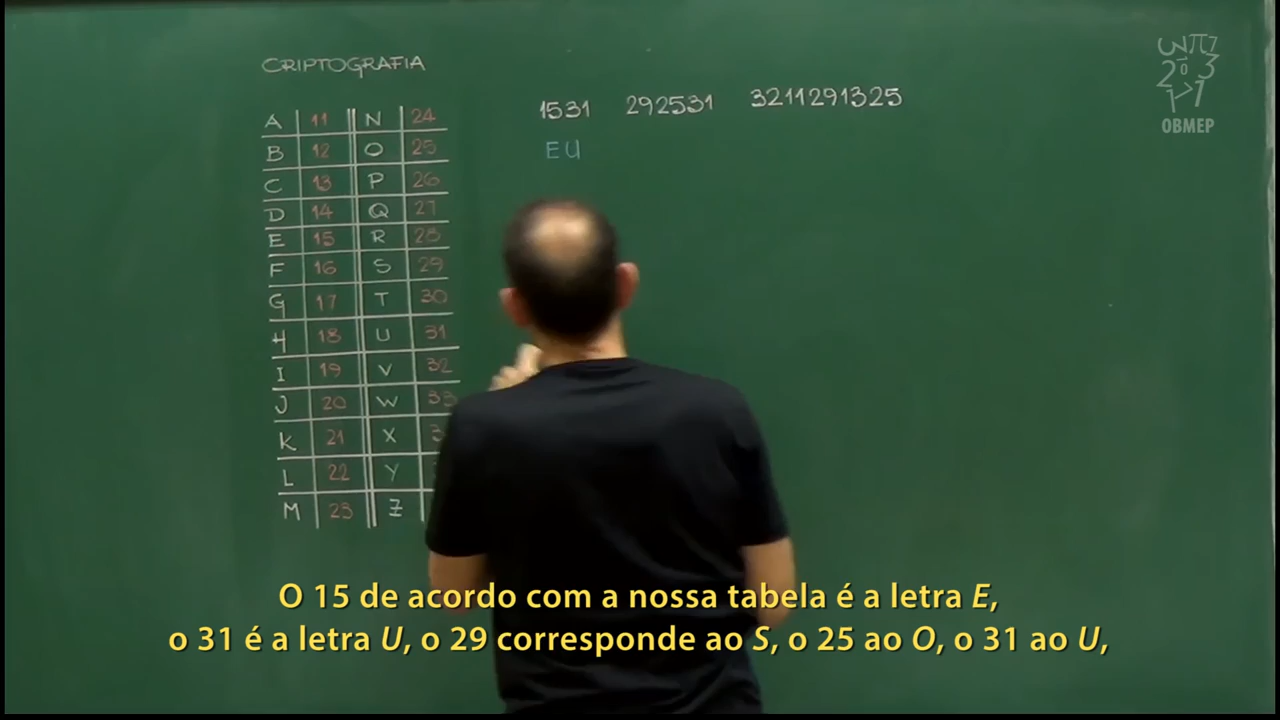 CRIPTOGRAFIA
1531 292531 3211291325
EU
A 11 N 24
B 12 O 25
C 13 P 26
D 14 Q 27
E 15 R 28
F 16 S 29
G 17 T 30
H 18 U 31
I 19 V 32
J 20 W 33
K 21 X 3
L 22 Y
M 23 Z
OBMEP
O 15 de acordo com a nossa tabela é a letra E,
o 31 é a letra U, o 29 corresponde ao S, o 25 ao O, o 31 ao U,